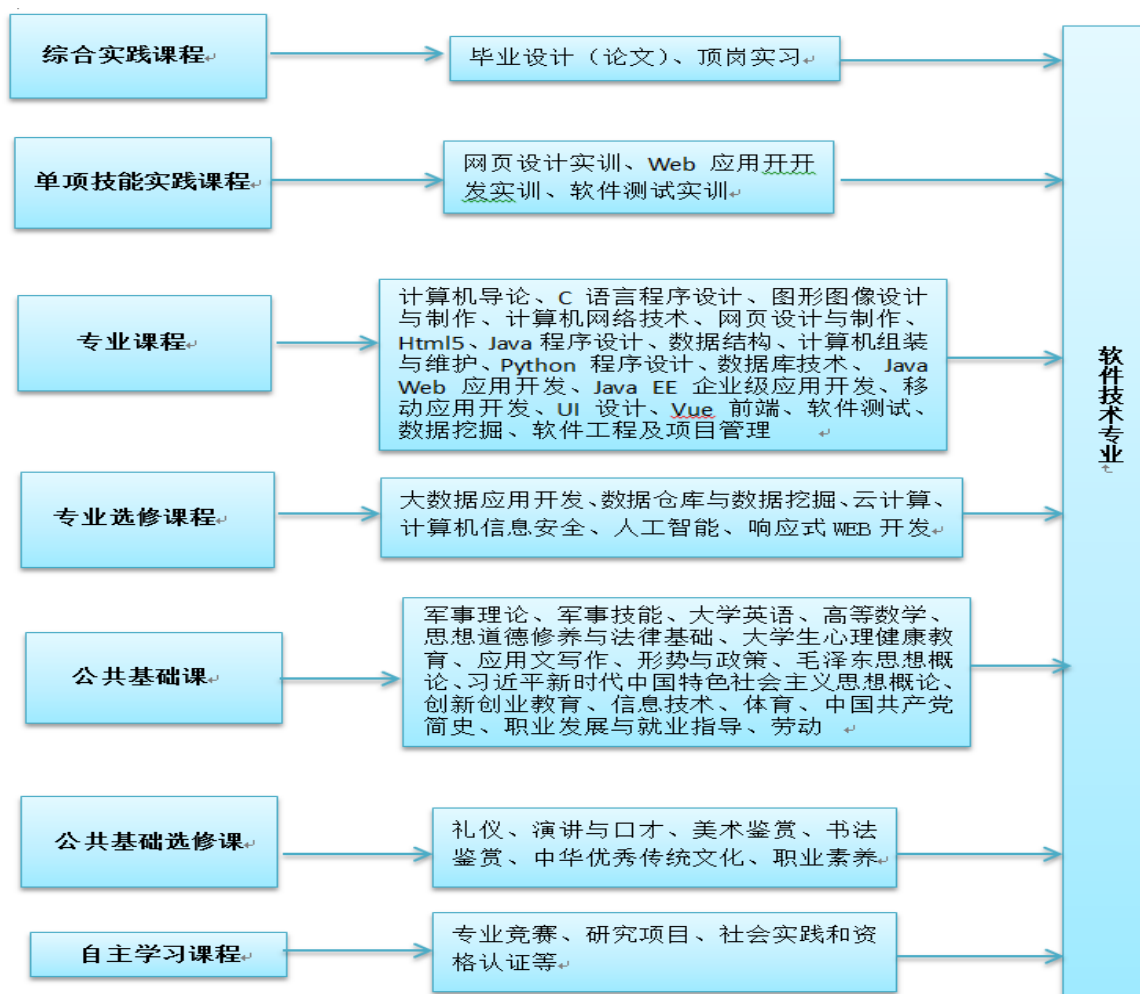 综合实践课程
毕业设计（论文）、顶岗实习
单项技能实践课程
网页设计实训、Web 应用开开
发实训、软件测试实训
专业课程
计算机导论、C 语言程序设计、图形图像设计
与制作、计算机网络技术、网页设计与制作、
Html5、Java 程序设计、数据结构、计算机组装
与维护、Python 程序设计、数据库技术、 Java
Web 应用开发、Java EE 企业级应用开发、移
动应用开发、UI 设计、Vue 前端、软件测试、
数据挖掘、软件工程及项目管理
专业选修课程
大数据应用开发、数据仓库与数据挖掘、云计算、
计算机信息安全、人工智能、响应式 WEB 开发
公共基础课
军事理论、军事技能、大学英语、高等数学、
思想道德修养与法律基础、大学生心理健康教
育、应用文写作、形势与政策、毛泽东思想概
论、习近平新时代中国特色社会主义思想概论、
创新创业教育、信息技术、体育、中国共产党
简史、职业发展与就业指导、劳动
公共基础选修课
礼仪、演讲与口才、美术鉴赏、书法
鉴赏、中华优秀传统文化、职业素养
自主学习课程
专业竞赛、研究项目、社会实践和资
格认证等
软件技术专业